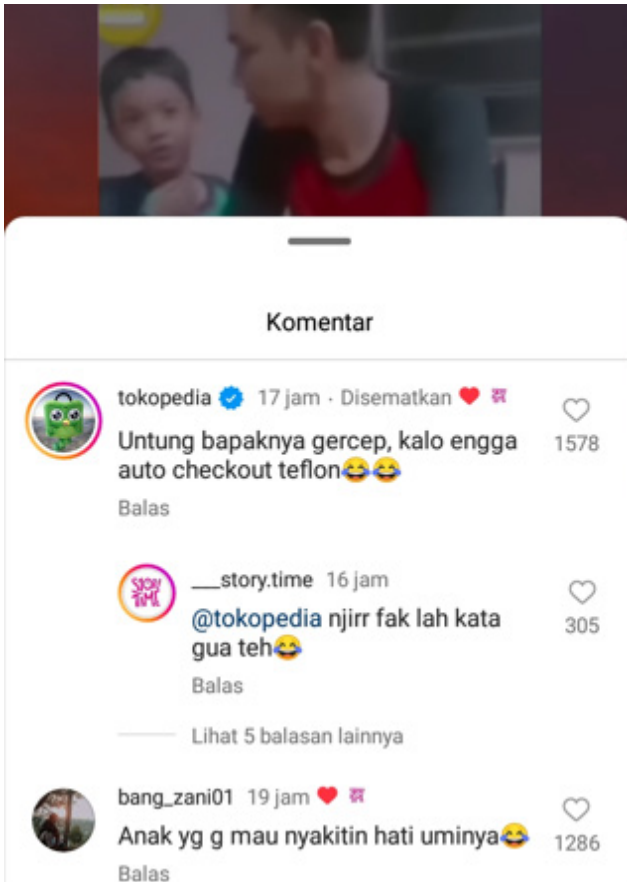 Komentar
tokopedia 17 jam · Disematkan ❤️
Untung bapaknya gercep, kalo engga
auto checkout teflon😂😂
1578
Balas
STORY
TIME
___story.time 16 jam
@tokopedia njirr fak lah kata
gua teh😂
305
Balas
Lihat 5 balasan lainnya
bang_zani01 19 jam ❤️
Anak yg g mau nyakitin hati uminya😂
1286
Balas